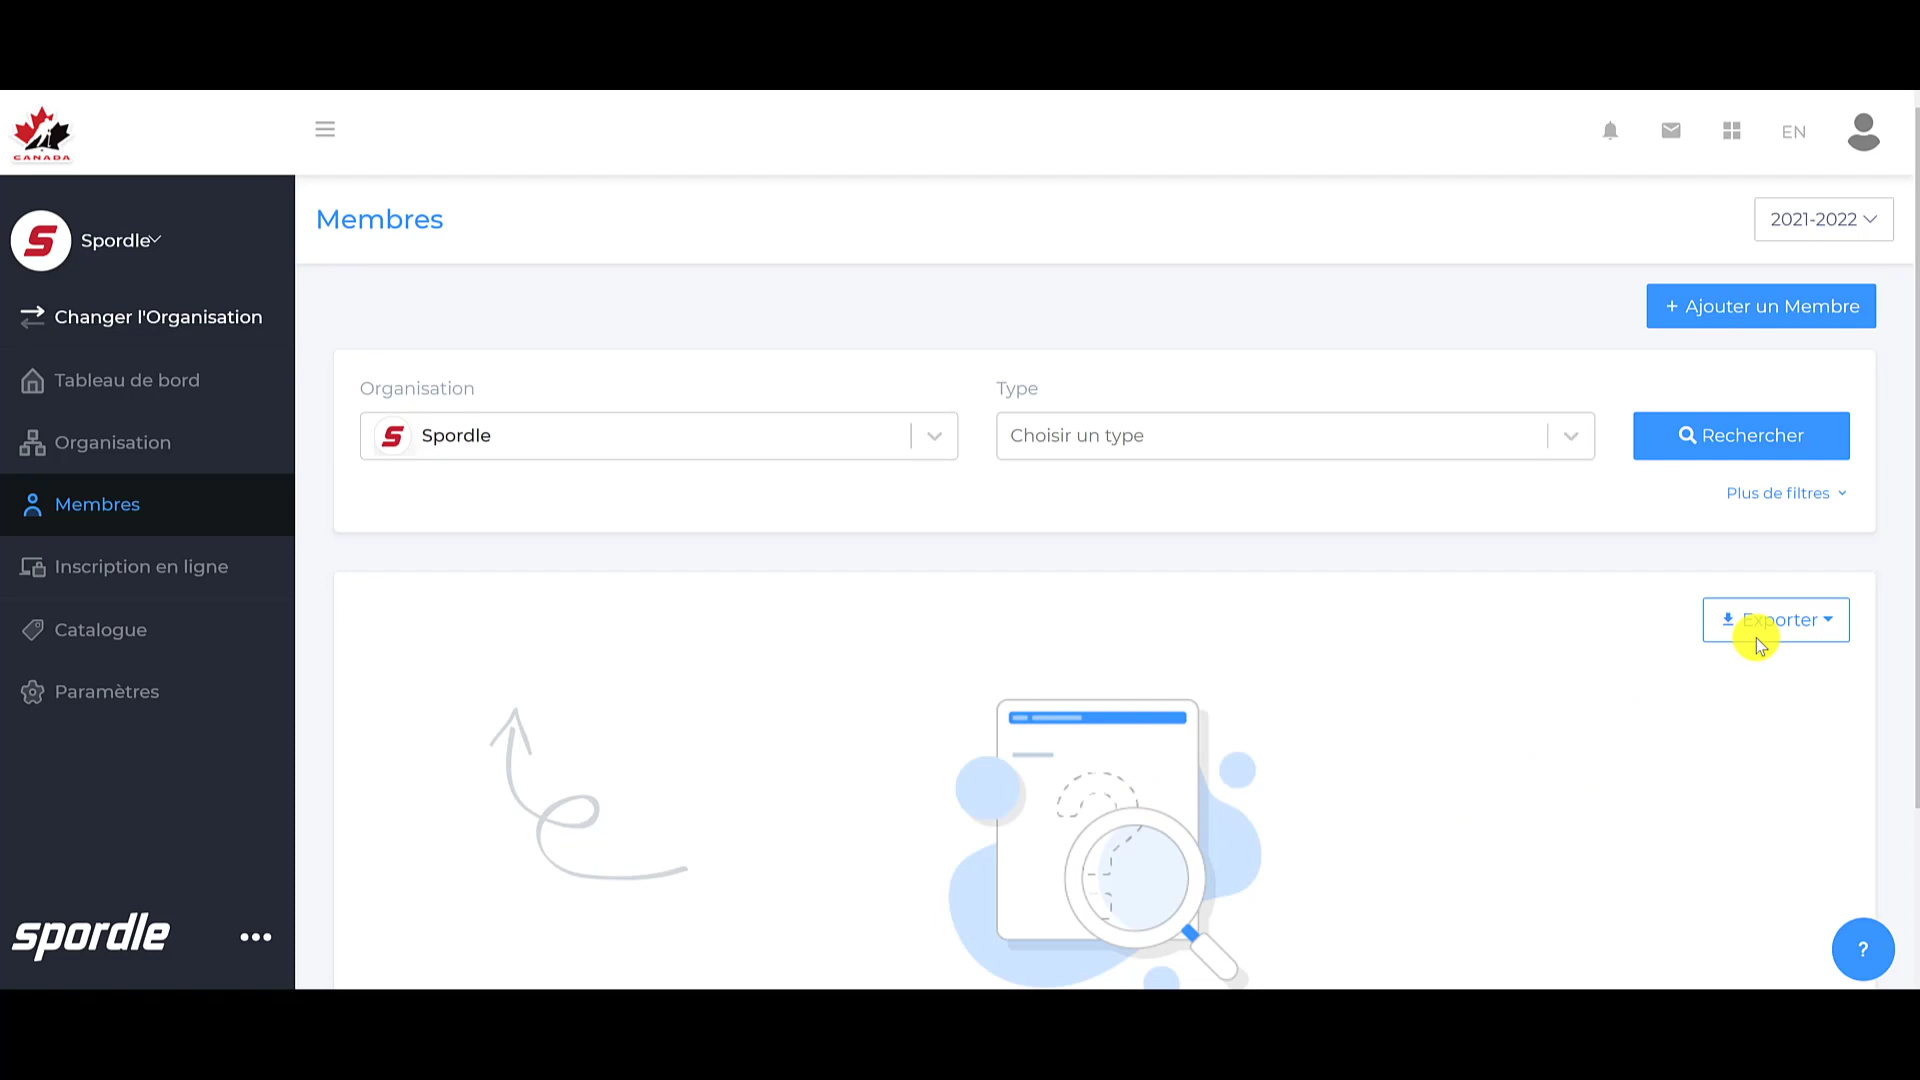 CANADA
EN
Spordle
Membres
2021-2022
Changer l'Organisation
+ Ajouter un Membre
Tableau de bord
Organisation
Type
Organisation
Spordle
Choisir un type
Rechercher
Plus de filtres
Membres
Inscription en ligne
Exporter
Catalogue
Paramètres
spordle
?